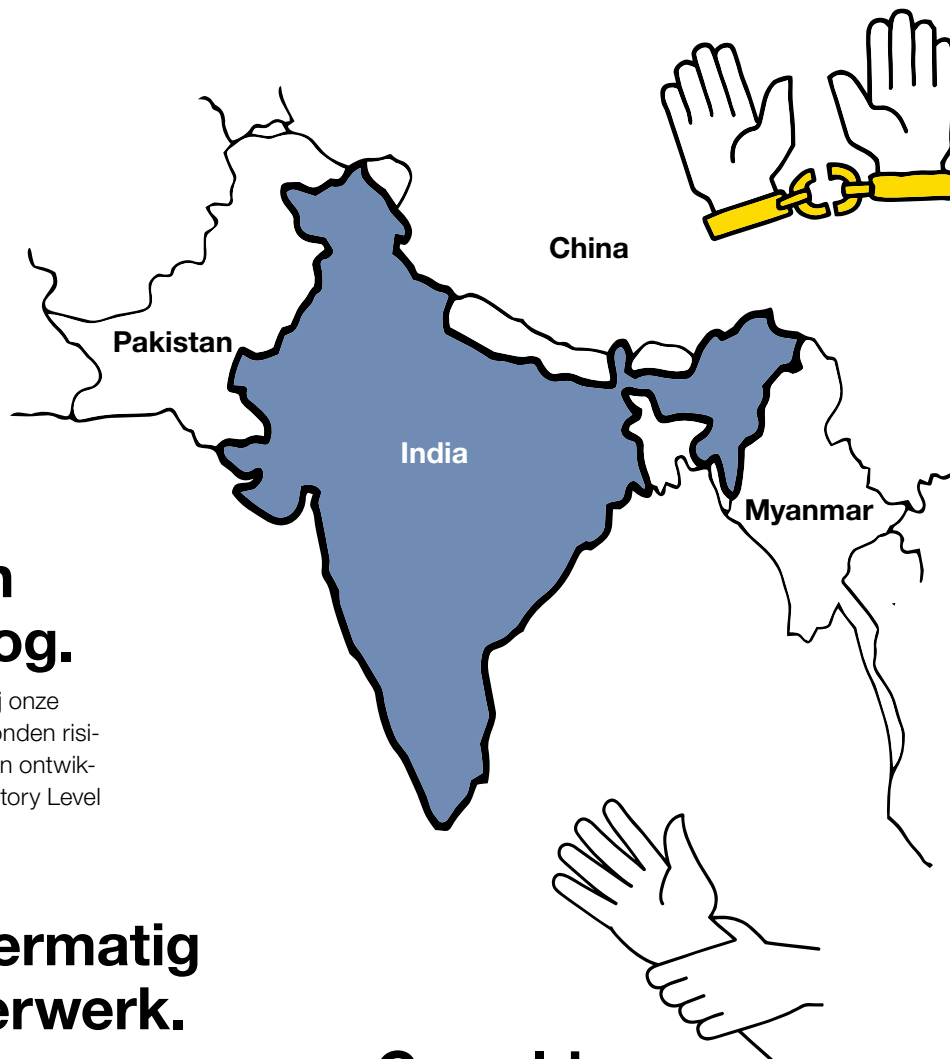 China
Pakistan
India
Myanmar
og.
j onze
onden risi-
n ontwik-
tory Level
ermatig
erwerk.